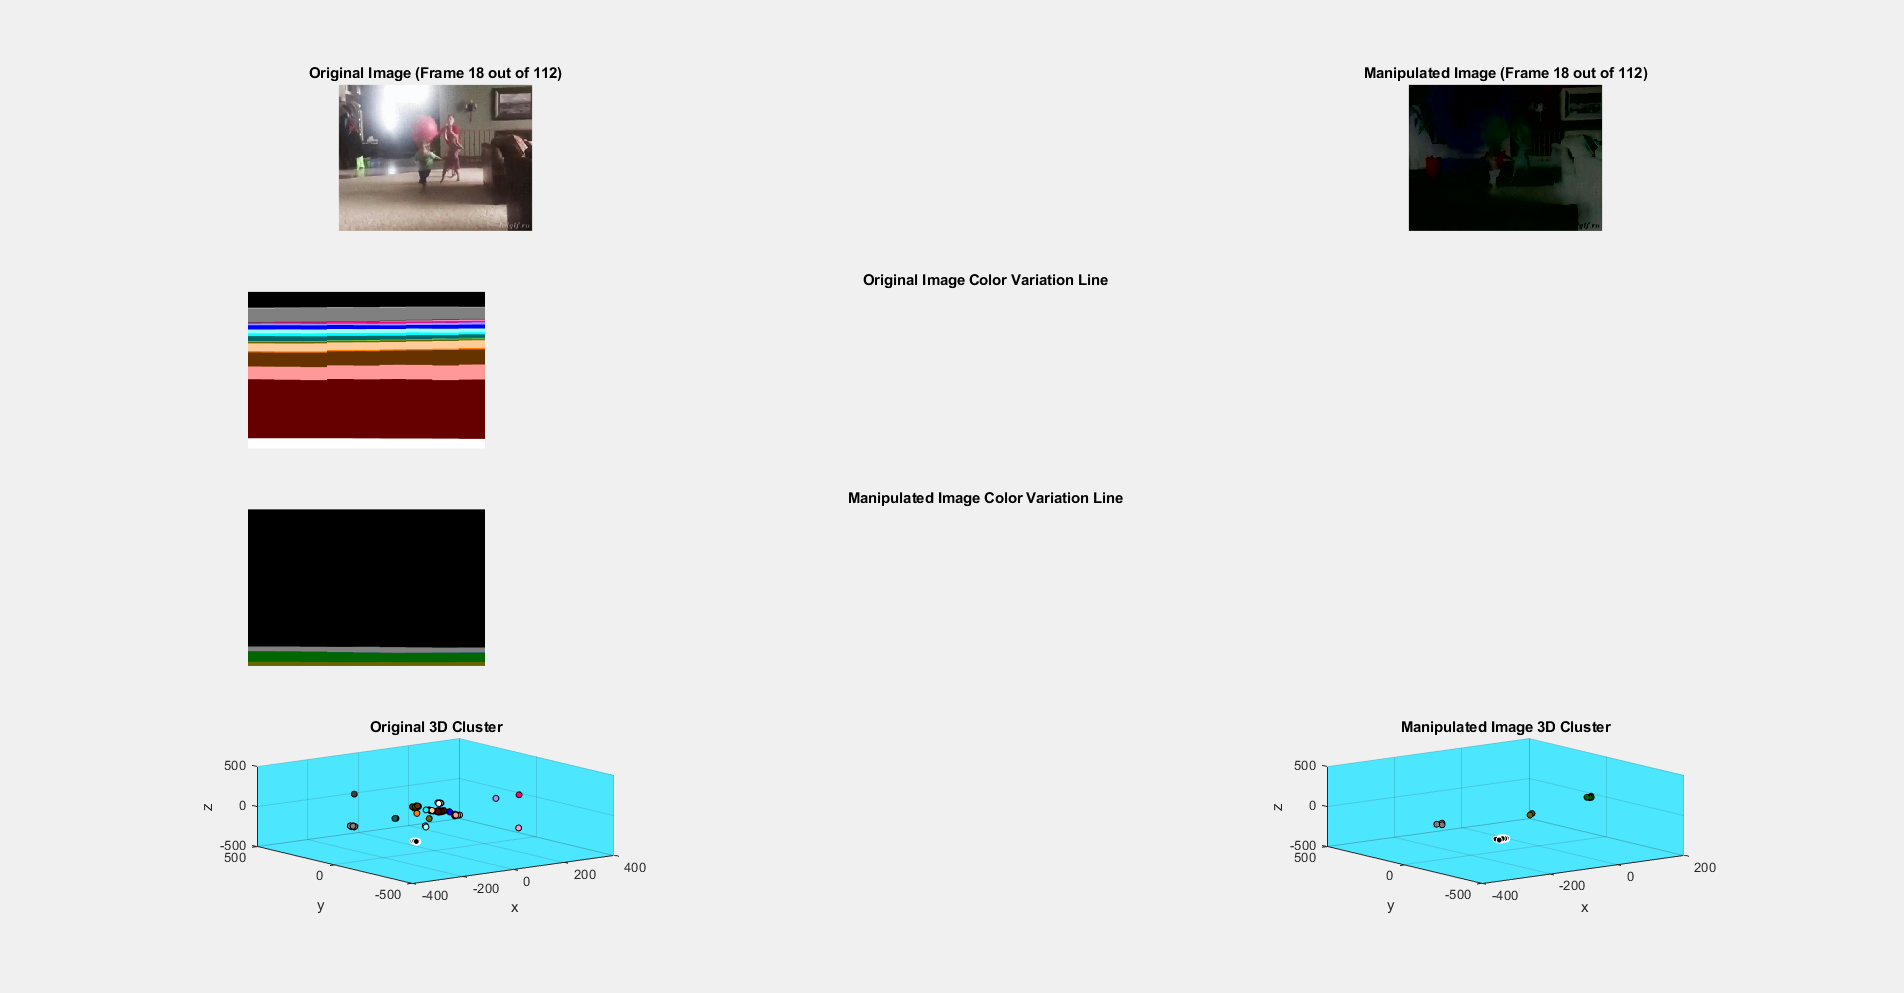 Original Image (Frame 18 out of 112)
Manipulated Image (Frame 18 out of 112)
Original Image Color Variation Line
Manipulated Image Color Variation Line
Original 3D Cluster
500
0
-500
z
500
0
-500
y
-400
-200
0
200
400
x
Manipulated Image 3D Cluster
500
0
-500
z
500
0
-500
y
-400
-200
0
200
x